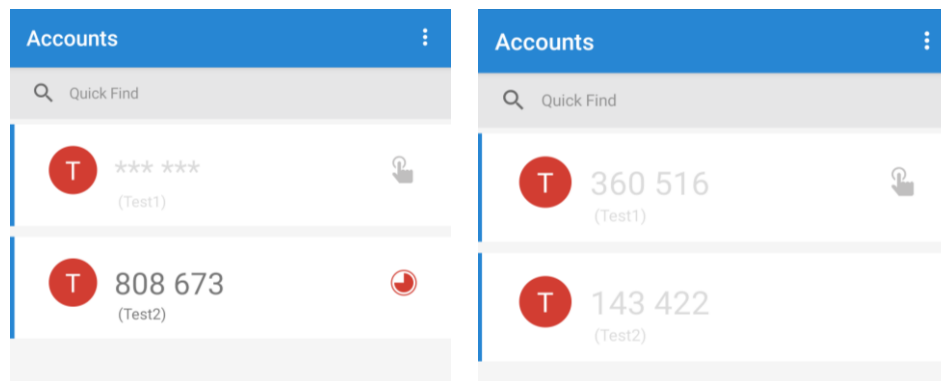 Accounts
Quick Find
T
*** ***
(Test1)
T
808 673
(Test2)
Accounts
Quick Find
T
360 516
(Test1)
T
143 422
(Test2)